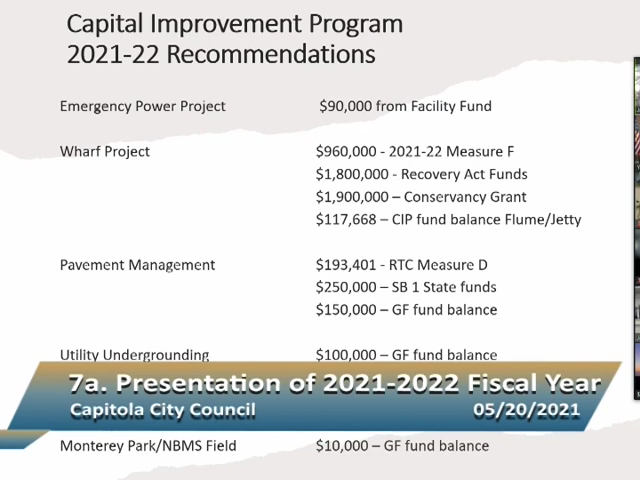 Capital Improvement Program
2021-22 Recommendations
Emergency Power Project $90,000 from Facility Fund
Wharf Project $960,000 - 2021-22 Measure F
$1,800,000 - Recovery Act Funds
$1,900,000 – Conservancy Grant
$117,668 – CIP fund balance Flume/Jetty
Pavement Management $193,401 - RTC Measure D
$250,000 – SB 1 State funds
$150,000 – GF fund balance
Utility Undergrounding $100,000 – GF fund balance
7a. Presentation of 2021-2022 Fiscal Year
Capitola City Council 05/20/2021
Monterey Park/NBMS Field $10,000 – GF fund balance